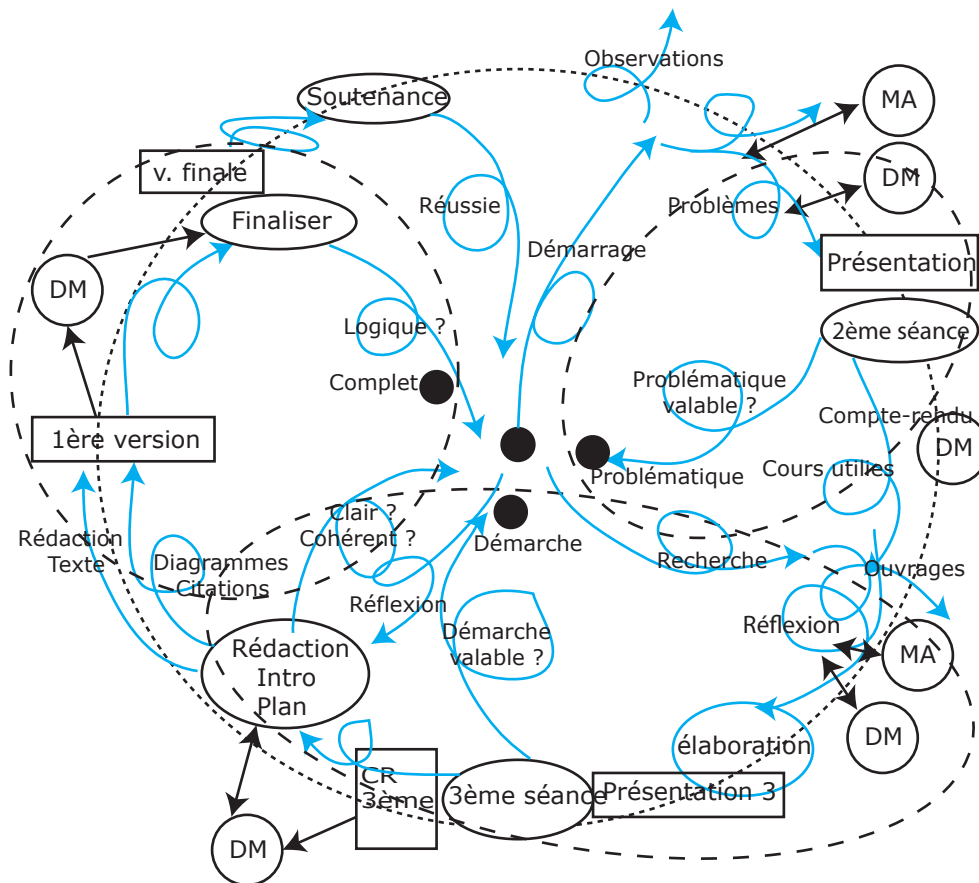 Observations
Soutenance
MA
v. finale
DM
Réussie
Problèmes
Finaliser
Démarrage
Présentation
DM
Logique ?
2ème séance
Complet
Problématique
valable ?
Compte-rehdu
1ère version
DM
Cours utilies
Problématique
Clair ?
Cohérent ?
Rédaction
Texte
Démarche
Recherche
Diagrammes
Citations
Ouvrages
Réflexion
Réflexion
Démarche
valable ?
Rédaction
Intro
Plan
MA
DM
élaboration
CR
3ème
3ème séance
Présentation 3
DM